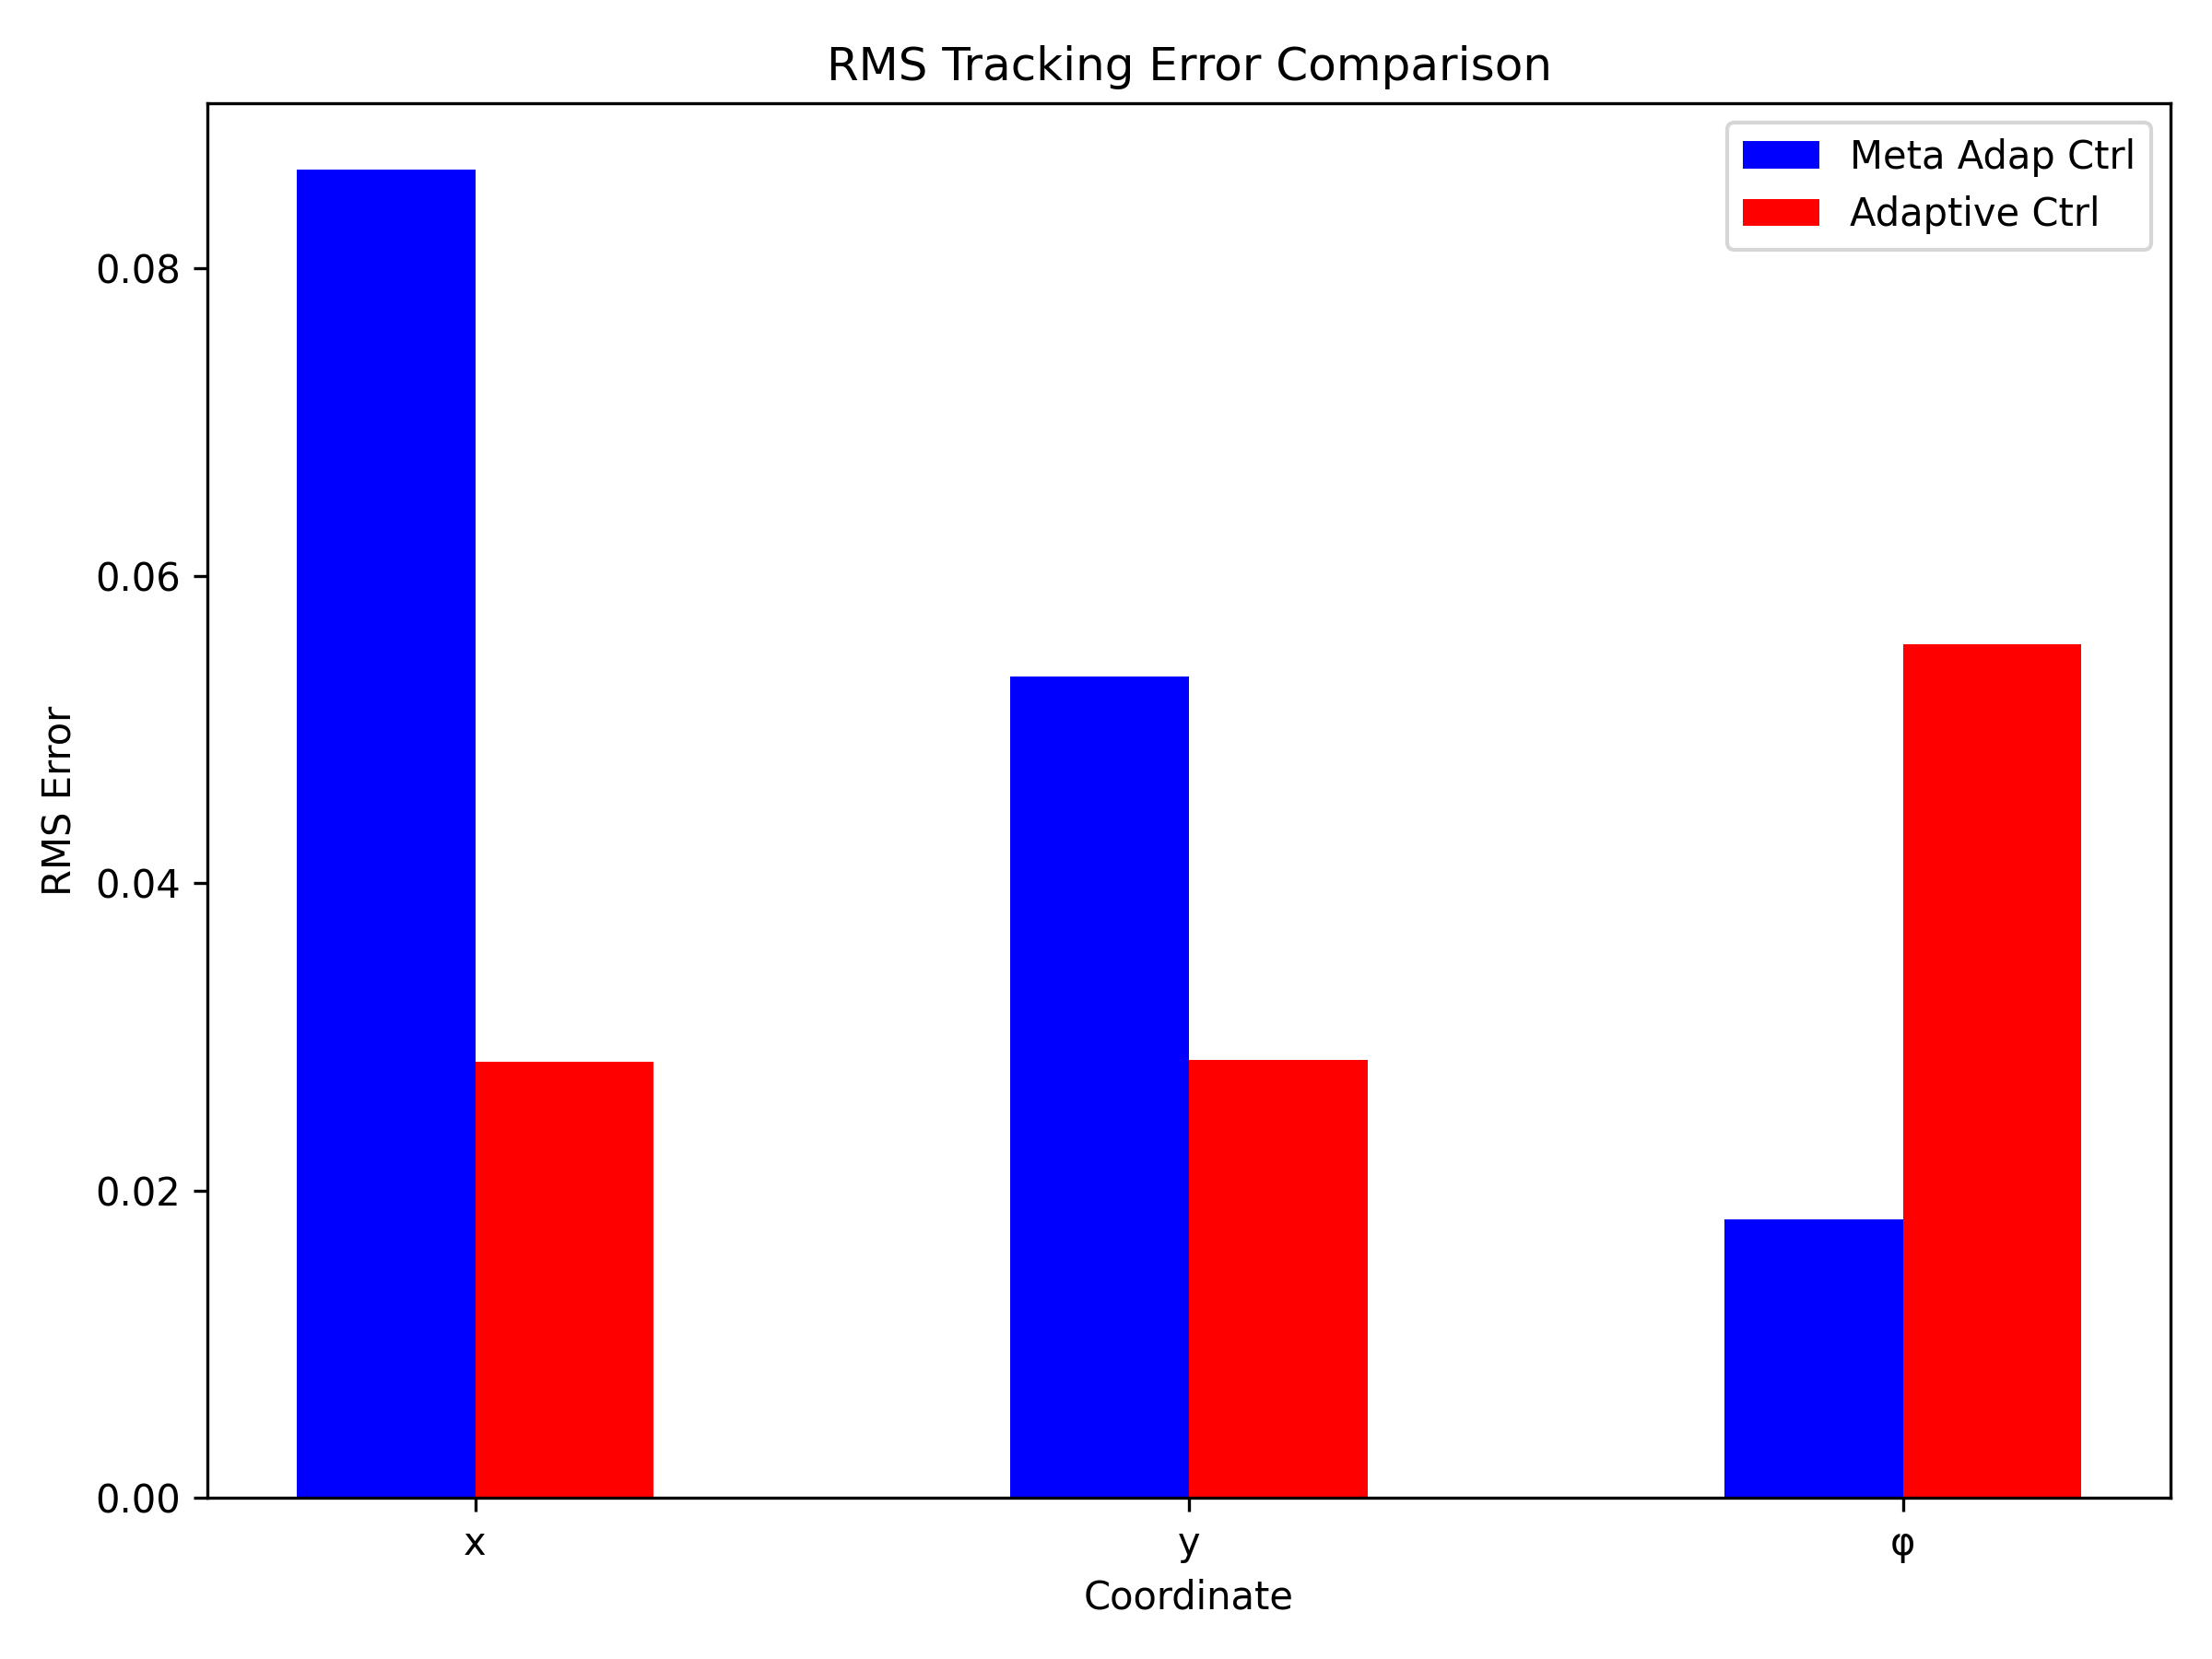 RMS Tracking Error Comparison
Meta Adap Ctrl
Adaptive Ctrl
RMS Error
0.08
0.06
0.04
0.02
0.00
x
y
φ
Coordinate